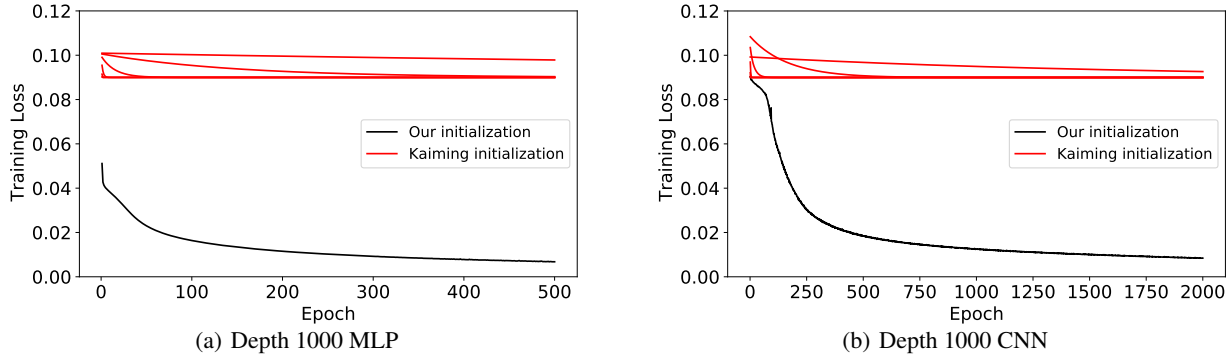 0.12
0.10
0.08
0.06
0.04
0.02
0.00
Training Loss
Our initialization
Kaiming initialization
0 100 200 300 400 500
Epoch
(a) Depth 1000 MLP
0.12
0.10
0.08
0.06
0.04
0.02
0.00
Training Loss
Our initialization
Kaiming initialization
0 250 500 750 1000 1250 1500 1750 2000
Epoch
(b) Depth 1000 CNN